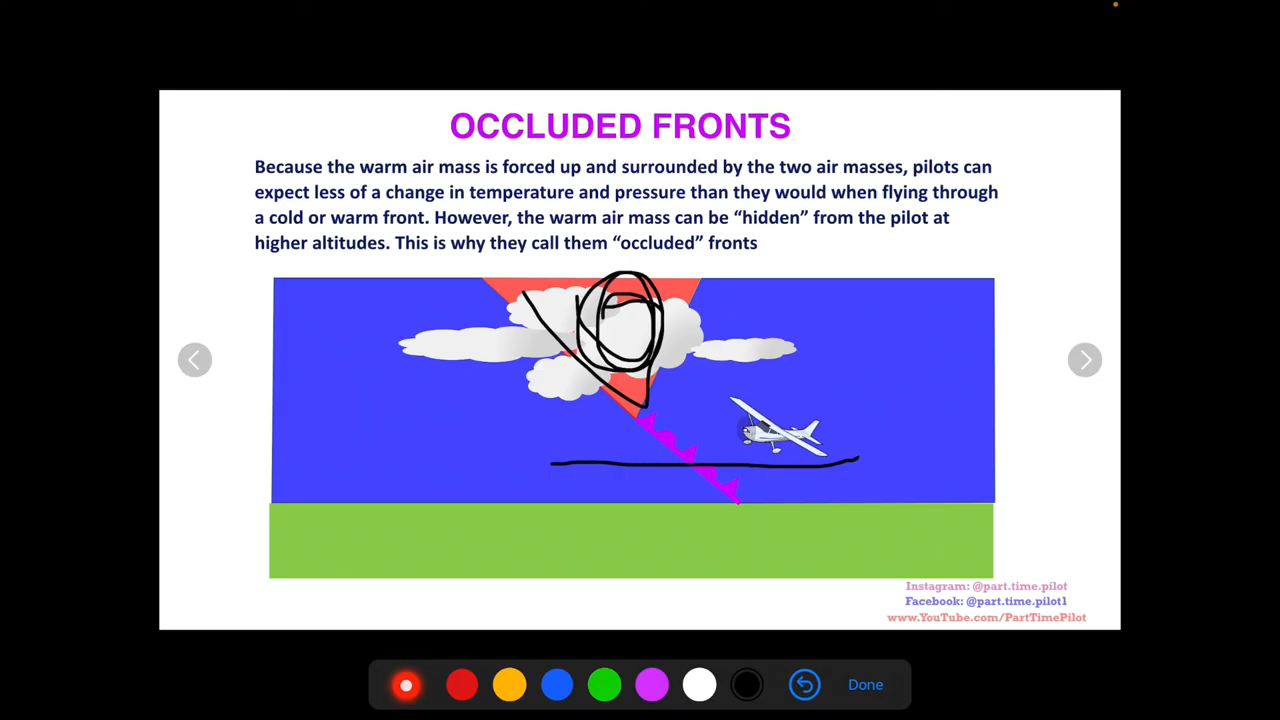 OCCLUDED FRONTS
Because the warm air mass is forced up and surrounded by the two air masses, pilots can
expect less of a change in temperature and pressure than they would when flying through
a cold or warm front. However, the warm air mass can be “hidden” from the pilot at
higher altitudes. This is why they call them “occluded” fronts
Instagram: @part.time.pilot
Facebook: @part.time.pilot1
www.YouTube.com/PartTimePilot
Done